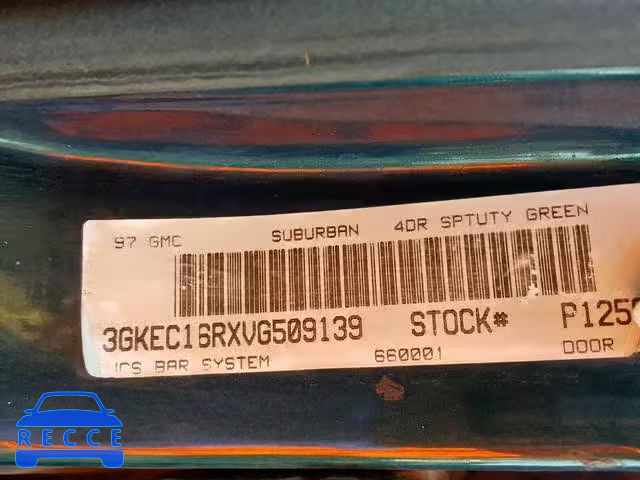 97 GMC SUBURBAN 4DR SPTUTY GREEN
3GKEC16RXVG509139 STOCK# P125
ICS BAR SYSTEM 660001 DOOR
RECCE